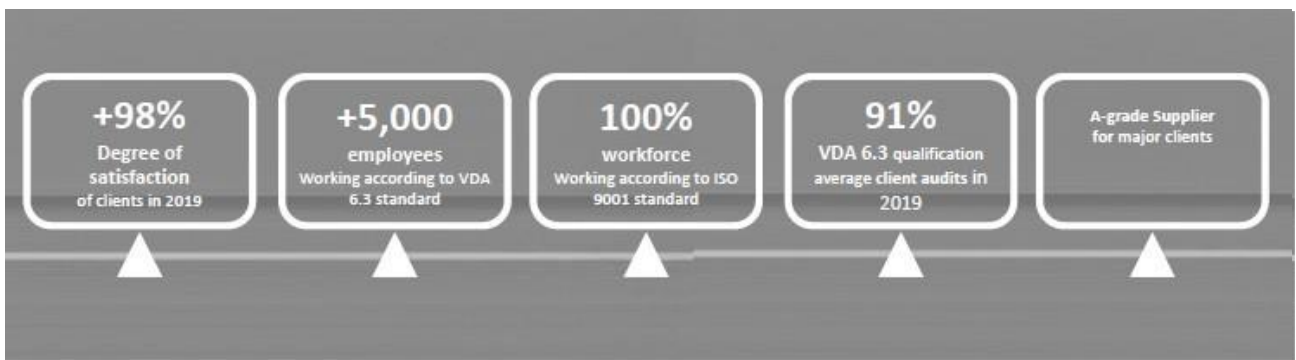 +98%
Degree of
satisfaction
of clients in 2019
+5,000
employees
Working according to VDA
6.3 standard
100%
workforce
Working according to ISO
9001 standard
91%
VDA 6.3 qualification
average client audits in
2019
A-grade Supplier
for major clients